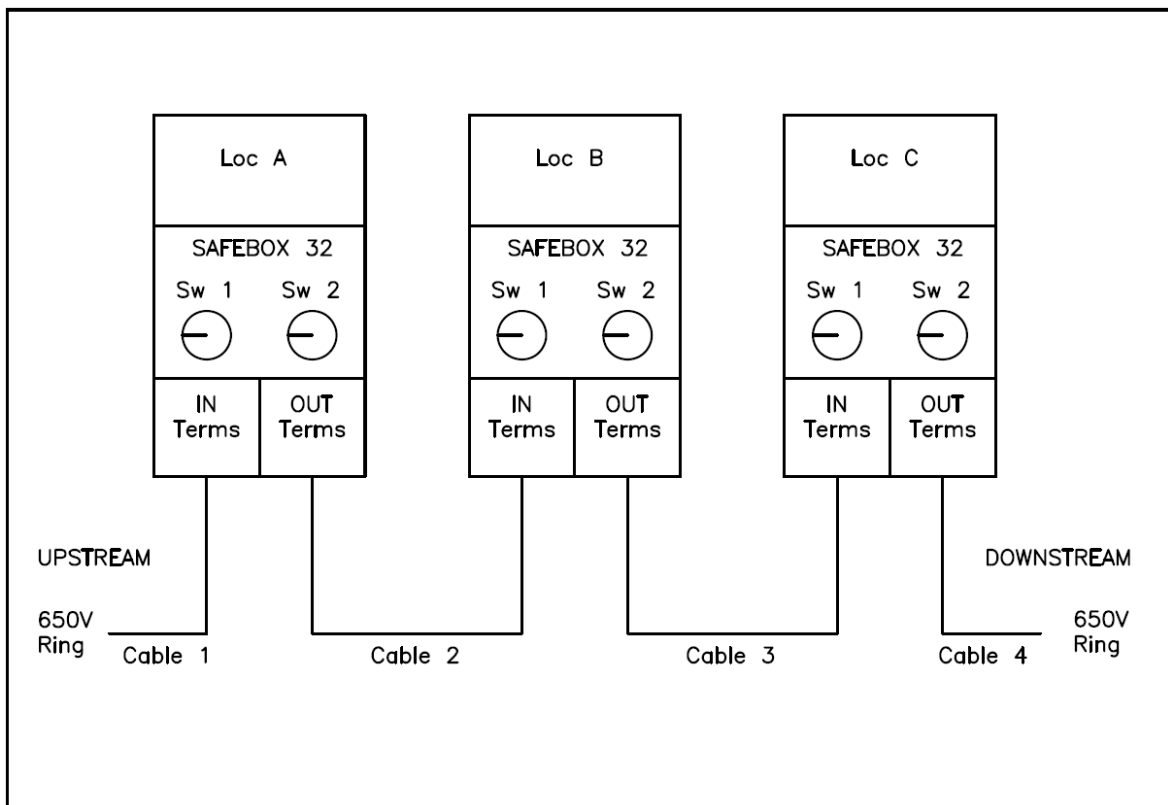 Loc A
SAFEBOX 32
Sw 1 Sw 2
IN Terms
OUT Terms
Loc B
SAFEBOX 32
Sw 1 Sw 2
IN Terms
OUT Terms
Loc C
SAFEBOX 32
Sw 1 Sw 2
IN Terms
OUT Terms
UPSTREAM
650V
Ring
Cable 1
Cable 2
Cable 3
Cable 4
DOWNSTREAM
650V
Ring